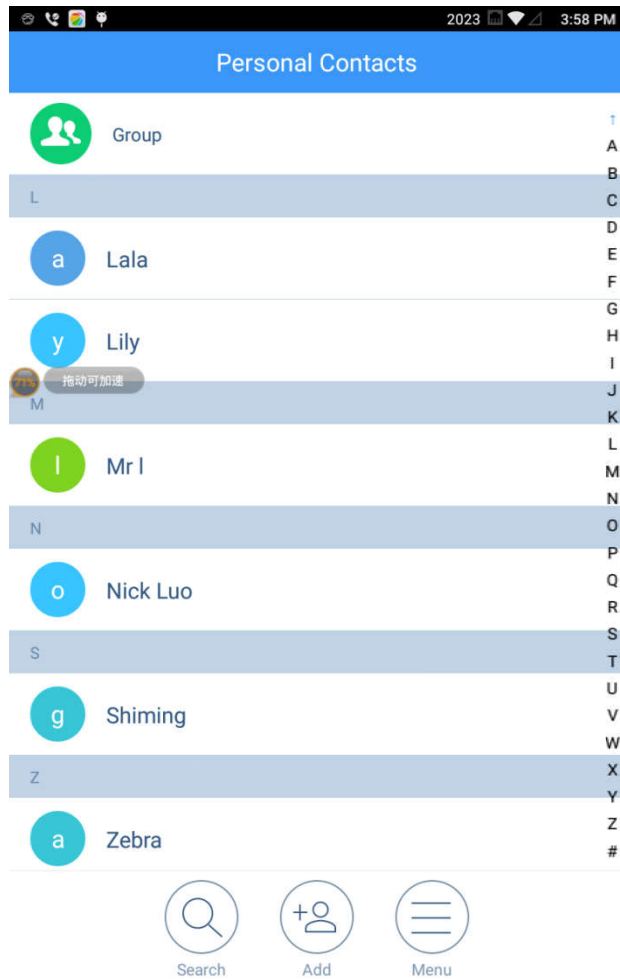 2023 3:58 PM
Personal Contacts
Group
L
a Lala
y Lily
71% 拖动可加速
M
l Mr l
N
o Nick Luo
S
g Shiming
Z
a Zebra
↑
A
B
C
D
E
F
G
H
I
J
K
L
M
N
O
P
Q
R
S
T
U
V
W
X
Y
Z
#
Search Add Menu